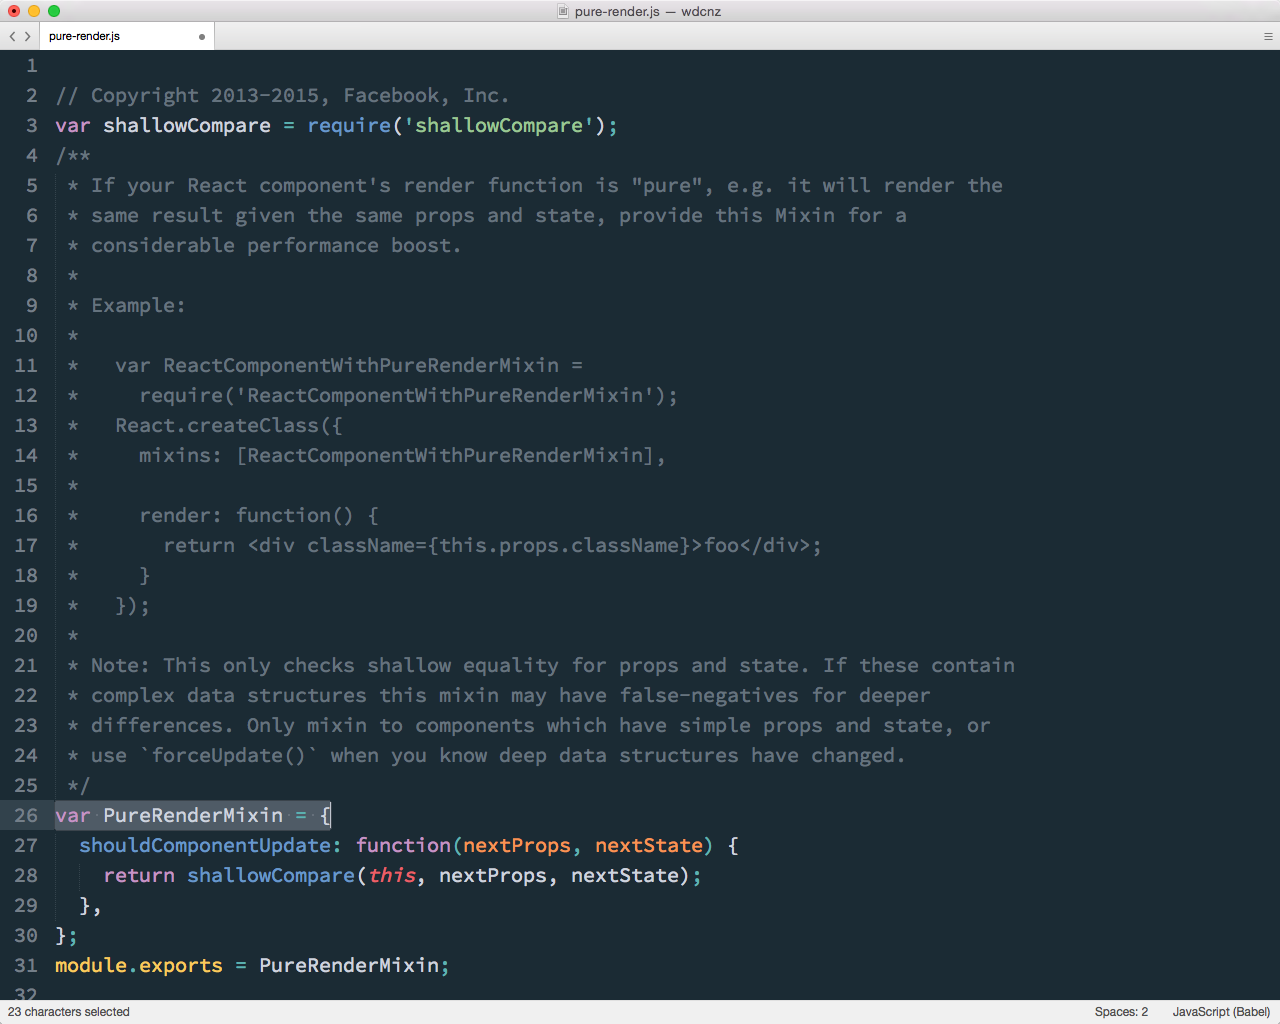 pure-render.js — wdcnz
pure-render.js
1
2 // Copyright 2013-2015, Facebook, Inc.
3 var shallowCompare = require('shallowCompare');
4 /**
5  * If your React component's render function is "pure", e.g. it will render the
6  * same result given the same props and state, provide this Mixin for a
7  * considerable performance boost.
8  *
9  * Example:
10  *
11  *   var ReactComponentWithPureRenderMixin =
12  *     require('ReactComponentWithPureRenderMixin');
13  *   React.createClass({
14  *     mixins: [ReactComponentWithPureRenderMixin],
15  *
16  *     render: function() {
17  *       return <div className={this.props.className}>foo</div>;
18  *     }
19  *   });
20  *
21  * Note: This only checks shallow equality for props and state. If these contain
22  * complex data structures this mixin may have false-negatives for deeper
23  * differences. Only mixin to components which have simple props and state, or
24  * use `forceUpdate()` when you know deep data structures have changed.
25  */
26 var PureRenderMixin = {
27   shouldComponentUpdate: function(nextProps, nextState) {
28     return shallowCompare(this, nextProps, nextState);
29   },
30 };
31 module.exports = PureRenderMixin;
32
23 characters selected Spaces: 2 JavaScript (Babel)